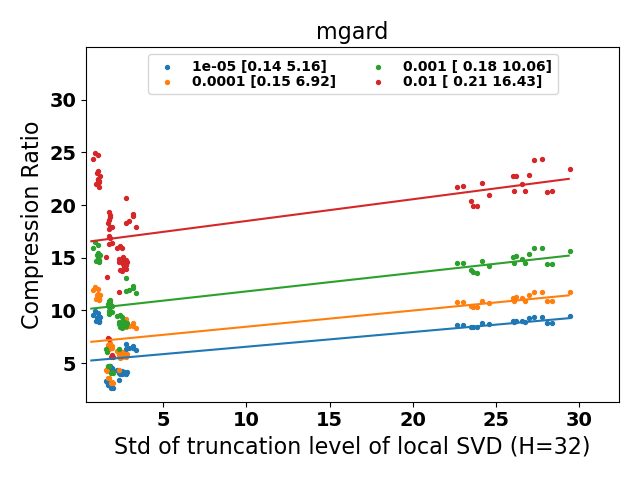 mgard
1e-05 [0.14 5.16]
0.0001 [0.15 6.92]
0.001 [ 0.18 10.06]
0.01 [ 0.21 16.43]
Compression Ratio
30
25
20
15
10
5
5 10 15 20 25 30
Std of truncation level of local SVD (H=32)